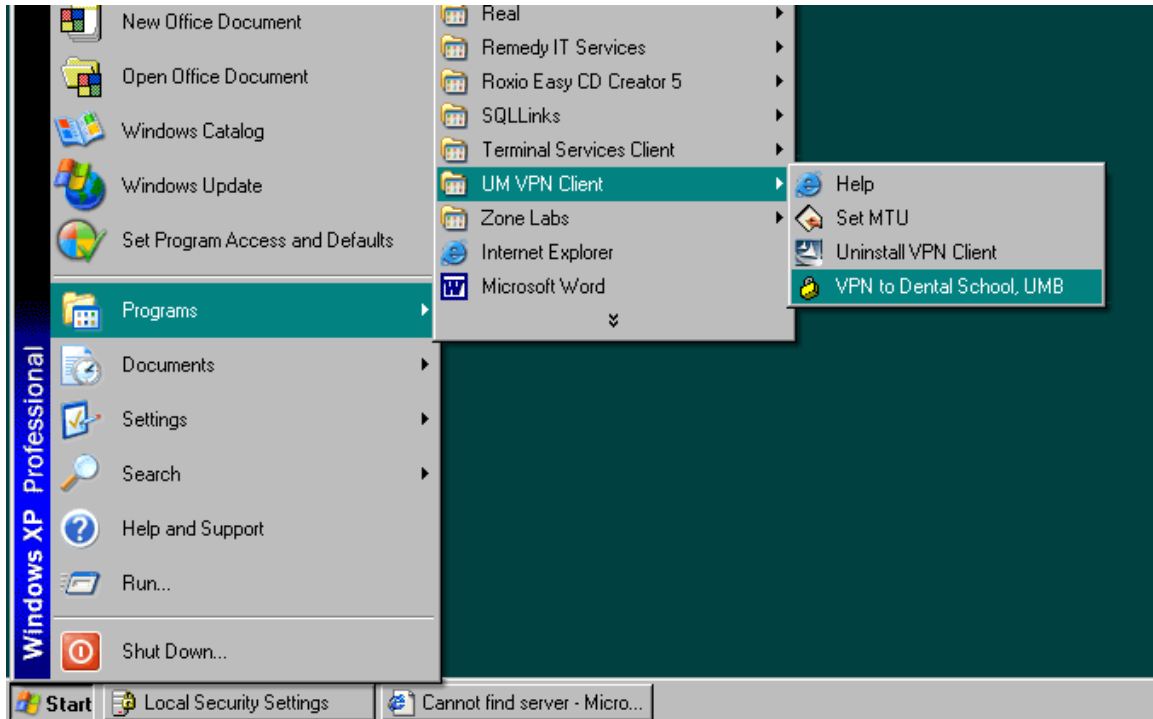 New Office Document
Open Office Document
Windows Catalog
Windows Update
Set Program Access and Defaults
Programs
Documents
Settings
Search
Help and Support
Run...
Shut Down...
Windows XP Professional
Real
Remedy IT Services
Roxio Easy CD Creator 5
SQLLinks
Terminal Services Client
UM VPN Client
Zone Labs
Internet Explorer
Microsoft Word
Help
Set MTU
Uninstall VPN Client
VPN to Dental School, UMB
Start
Local Security Settings
Cannot find server - Micro...